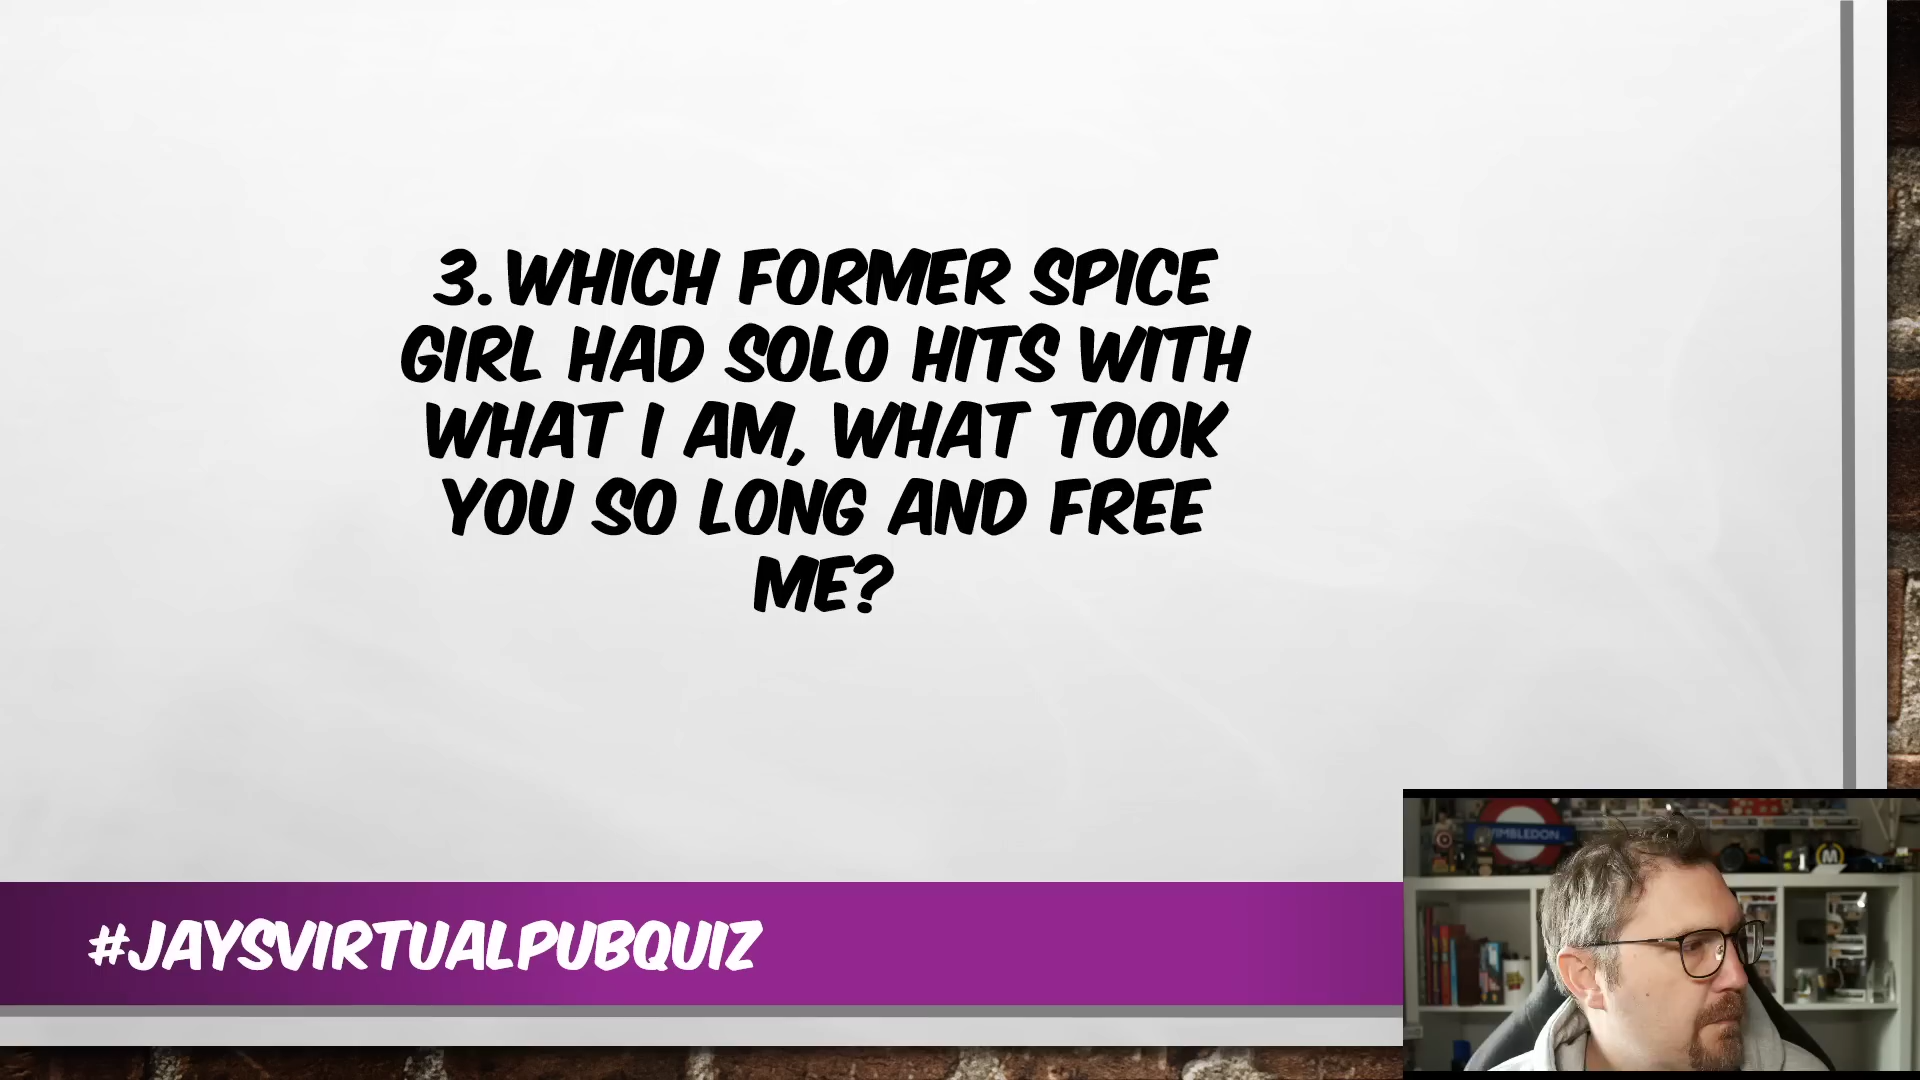 3. WHICH FORMER SPICE
GIRL HAD SOLO HITS WITH
WHAT I AM, WHAT TOOK
YOU SO LONG AND FREE
ME?
#JAYSVIRTUALPUBQUIZ
WIMBLEDON
M